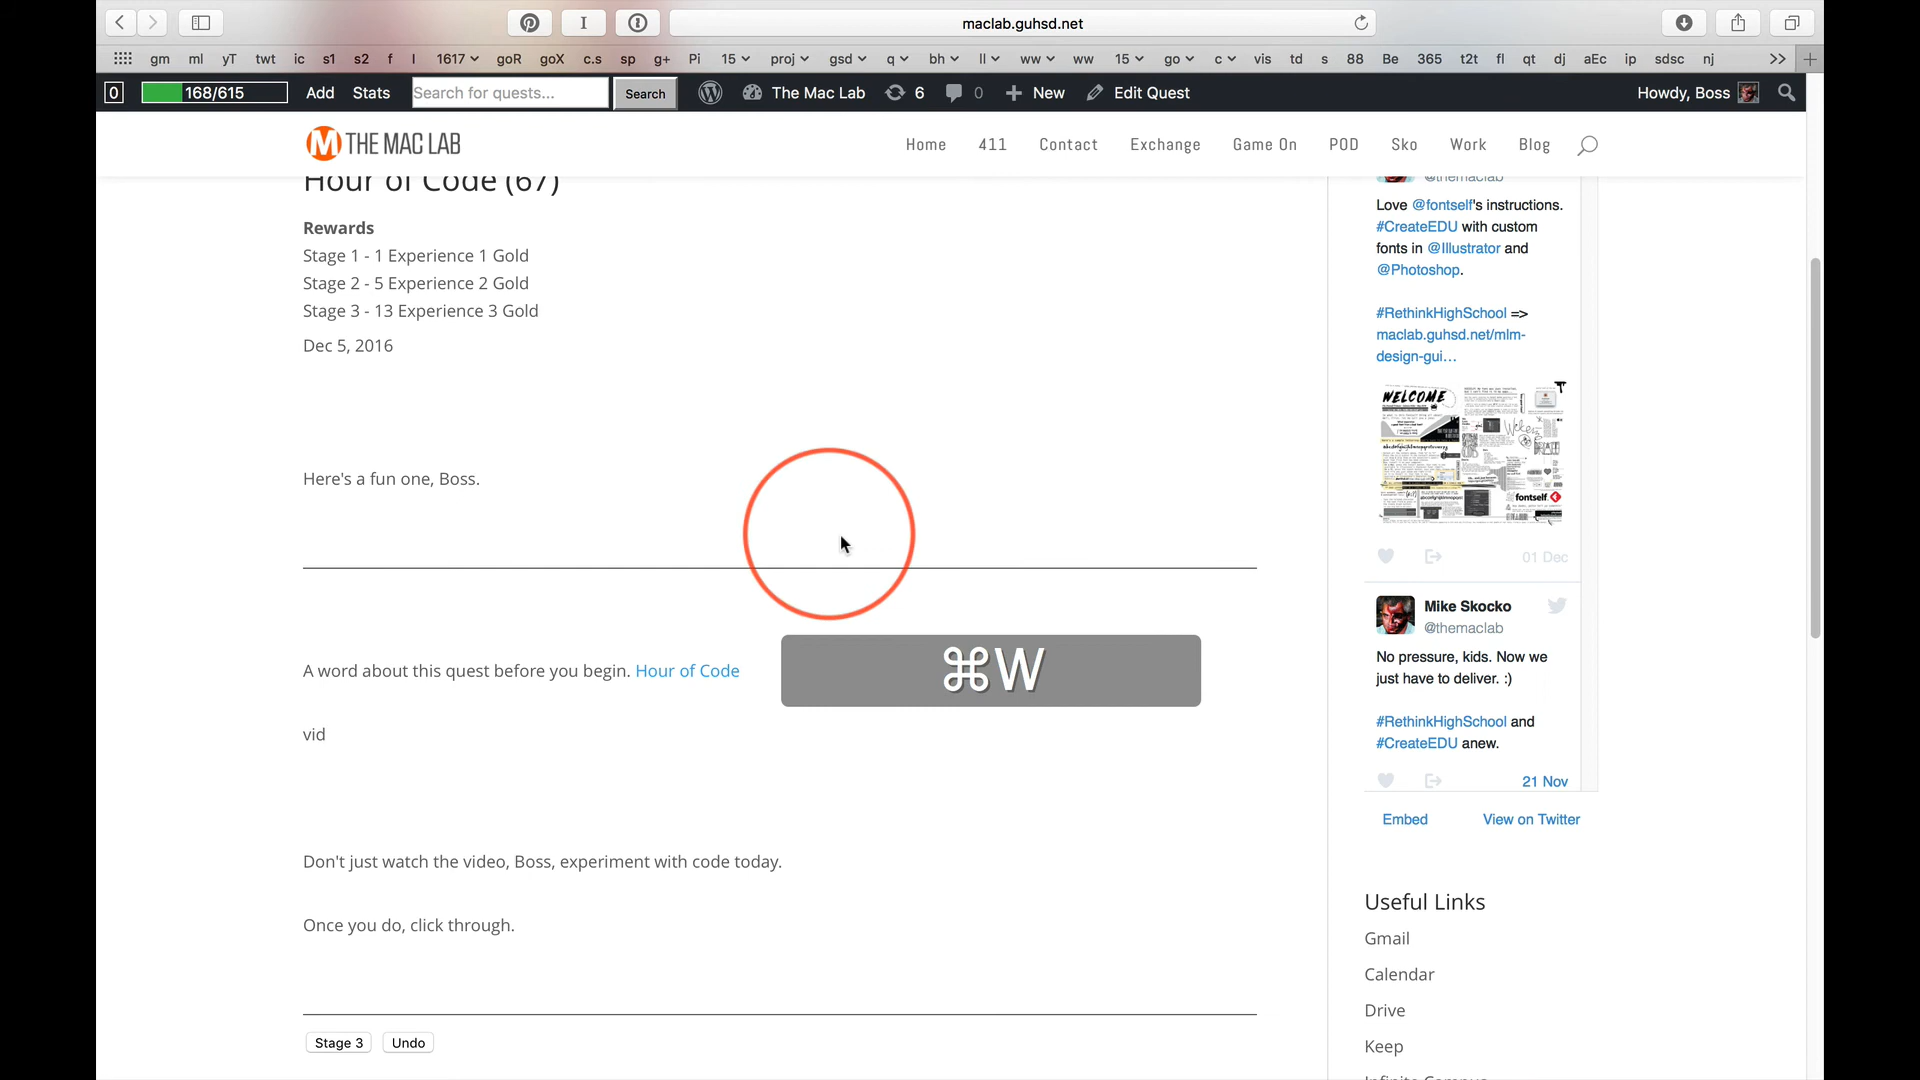 maclab.guhsd.net
gm ml yT twt ic s1 s2 f I 1617 goR goX c.s sp g+ Pi 15 proj gsd q bh ll ww ww 15 go c vis td s 88 Be 365 t2t fl qt dj aEc ip sdsc nj >>
0 168/615 Add Stats Search for quests... Search The Mac Lab 6 0 New Edit Quest Howdy, Boss
M THE MAC LAB Home 411 Contact Exchange Game On POD Sko Work Blog
Hour of Code (67)
Rewards
Stage 1 - 1 Experience 1 Gold
Stage 2 - 5 Experience 2 Gold
Stage 3 - 13 Experience 3 Gold
Dec 5, 2016
Here's a fun one, Boss.
A word about this quest before you begin. Hour of Code
⌘W
vid
Don't just watch the video, Boss, experiment with code today.
Once you do, click through.
Stage 3 Undo
@themaclab
Love @fontself's instructions.
#CreateEDU with custom
fonts in @Illustrator and
@Photoshop.
#RethinkHighSchool =>
maclab.guhsd.net/mlm-
design-gui…
WELCOME
fontself
01 Dec
Mike Skocko
@themaclab
No pressure, kids. Now we
just have to deliver. :)
#RethinkHighSchool and
#CreateEDU anew.
21 Nov
Embed View on Twitter
Useful Links
Gmail
Calendar
Drive
Keep
Infinite Campus